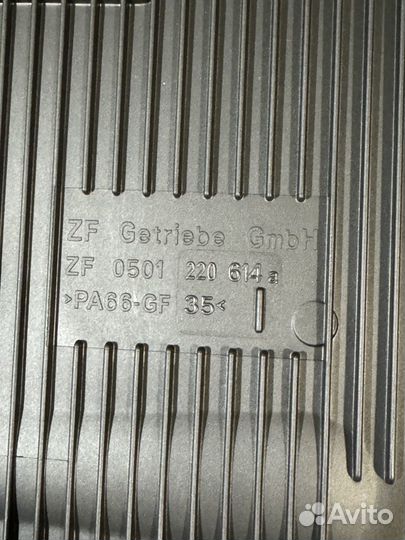 ZF Getriebe GmbH
ZF 0501 220 614 a
>PA66-GF 35<
Avito